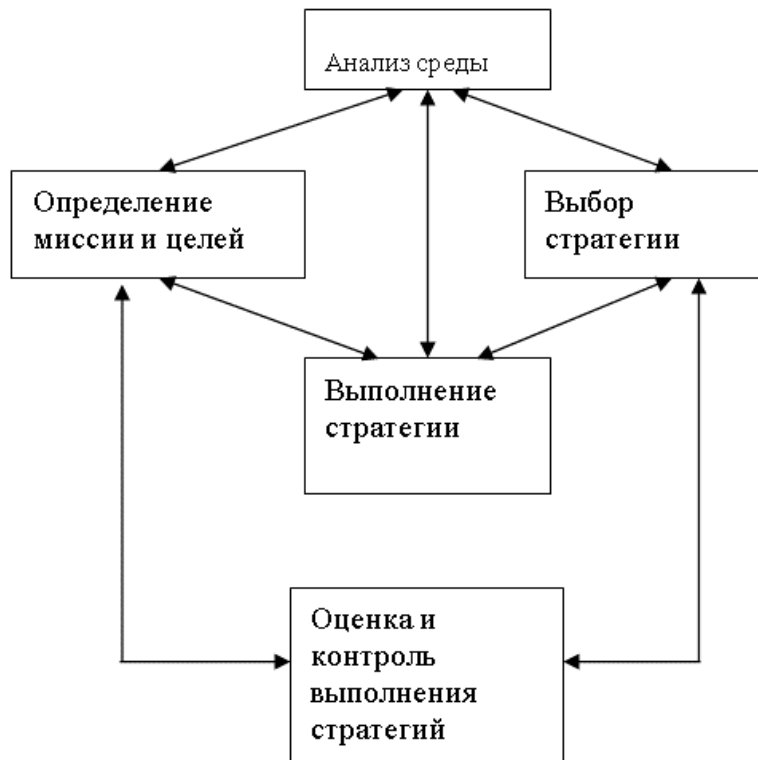 Анализ среды
Определение
миссии и целей
Выбор
стратегии
Выполнение
стратегии
Оценка и
контроль
выполнения
стратегий